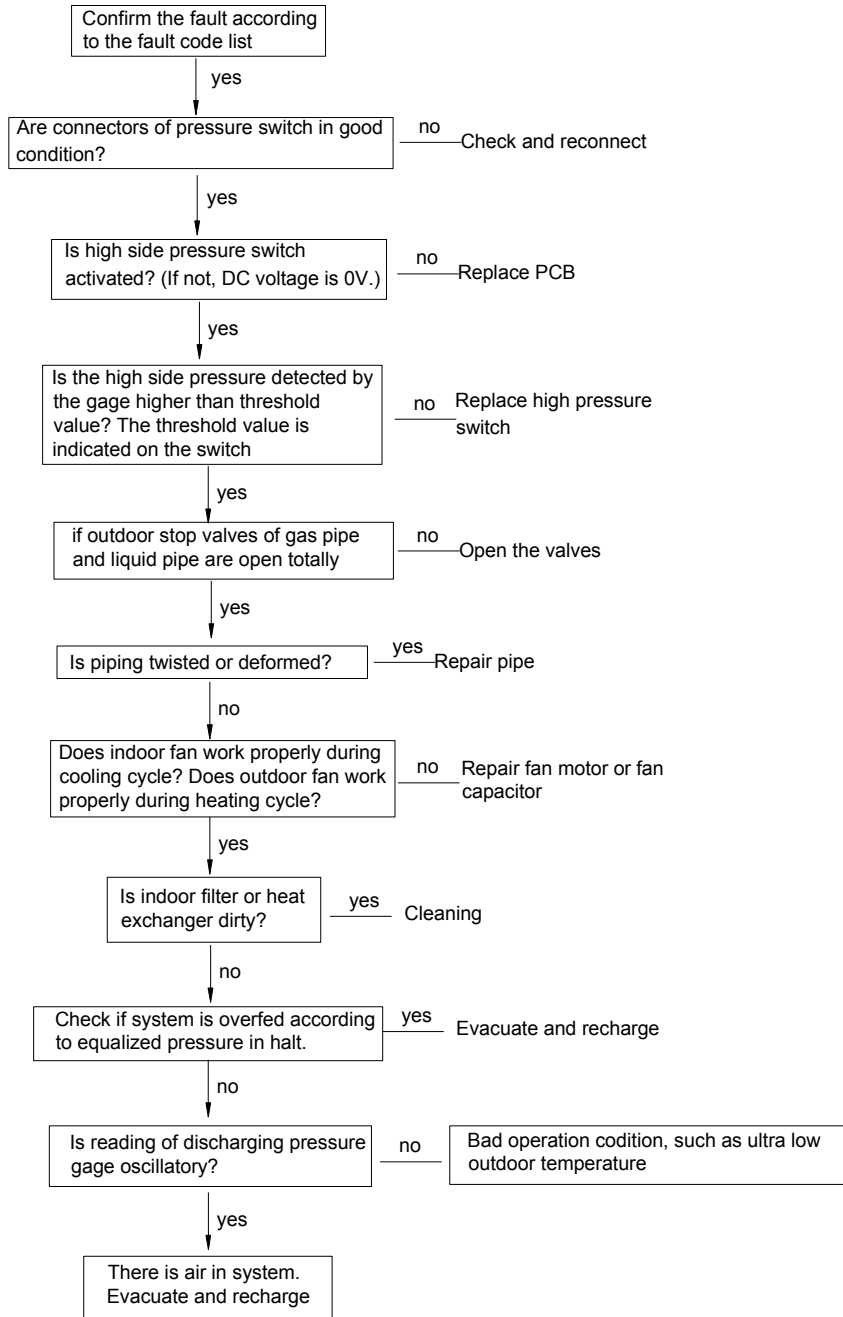 Confirm the fault according
to the fault code list
yes
Are connectors of pressure switch in good
condition?
no
Check and reconnect
yes
Is high side pressure switch
activated? (If not, DC voltage is 0V.)
no
Replace PCB
yes
Is the high side pressure detected by
the gage higher than threshold
value? The threshold value is
indicated on the switch
no
Replace high pressure
switch
yes
if outdoor stop valves of gas pipe
and liquid pipe are open totally
no
Open the valves
yes
Is piping twisted or deformed?
yes
Repair pipe
no
Does indoor fan work properly during
cooling cycle? Does outdoor fan work
properly during heating cycle?
no
Repair fan motor or fan
capacitor
yes
Is indoor filter or heat
exchanger dirty?
yes
Cleaning
no
Check if system is overfed according
to equalized pressure in halt.
yes
Evacuate and recharge
no
Is reading of discharging pressure
gage oscillatory?
no
Bad operation codition, such as ultra low
outdoor temperature
yes
There is air in system.
Evacuate and recharge